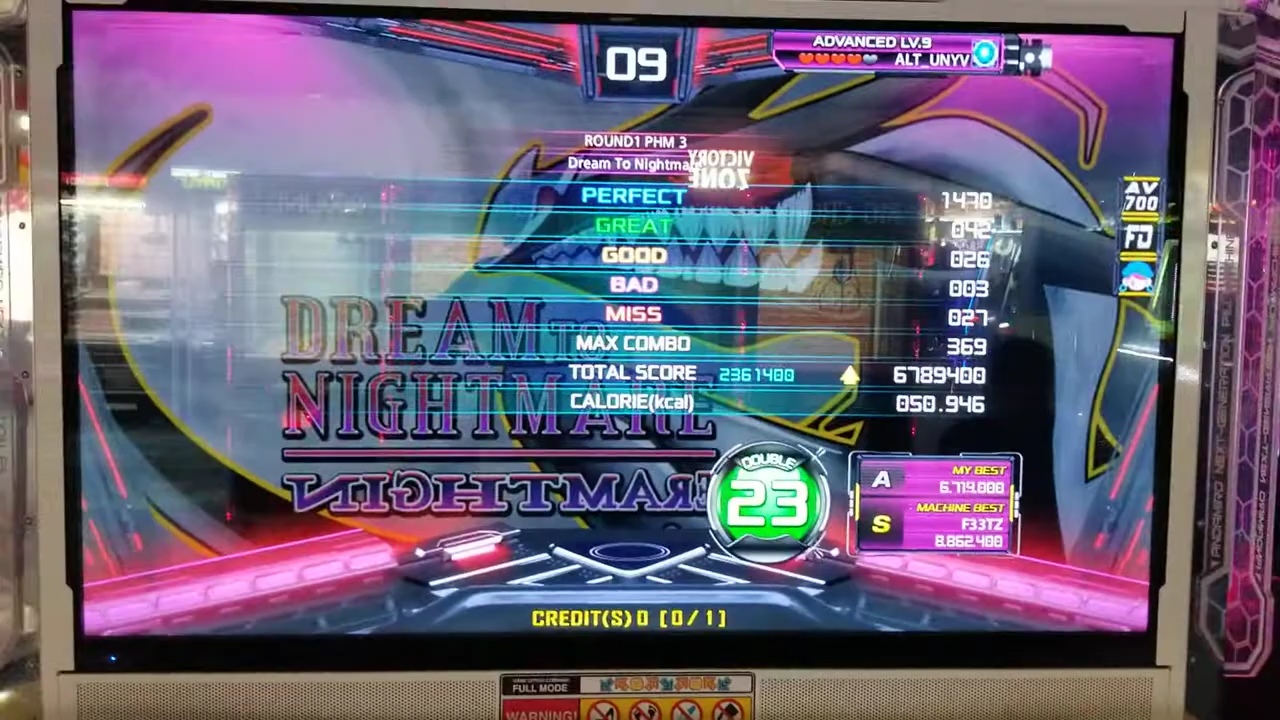 09
ADVANCED LV.9
ALT_UNYV
ROUND1 PHM 3
Dream To Nightmare
VICTORY ZONE
PERFECT 1470
GREAT 042
GOOD 026
BAD 003
MISS 027
MAX COMBO 369
TOTAL SCORE 2361400 6789400
CALORIE(kcal) 050.946
AV
700
FD
DREAM TO
NIGHTMARE
DOUBLE
23
A MY BEST
6.719.000
MACHINE BEST
S F33TZ
8.862.400
CREDIT(S) 0 [0/1]
FULL MODE
WARNING!